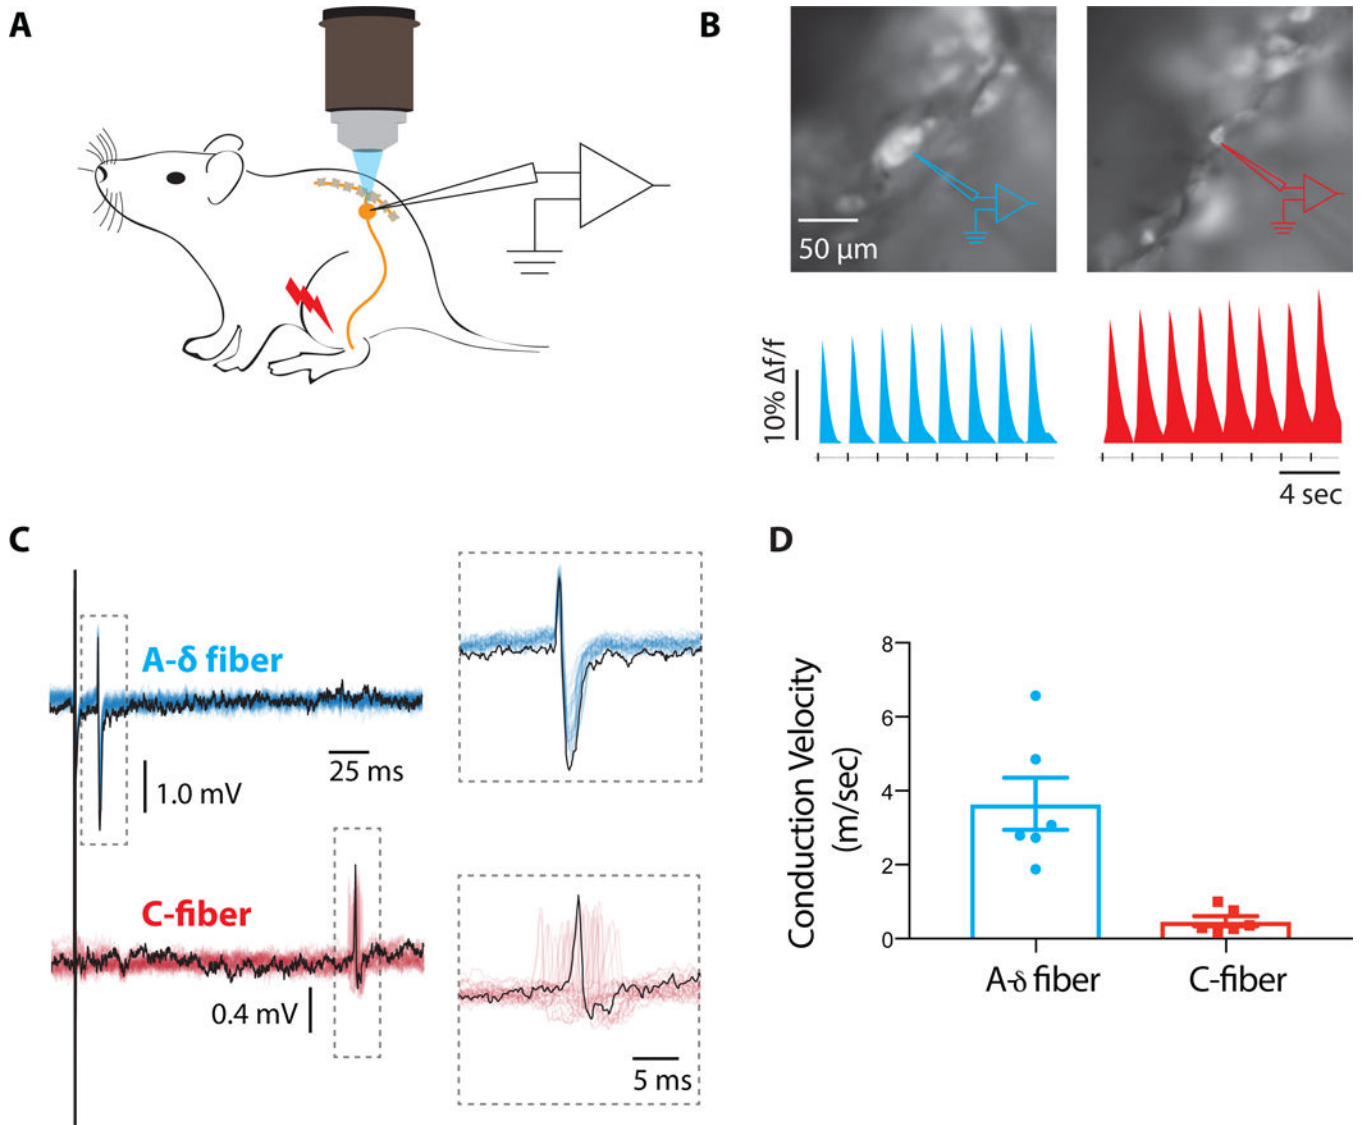 A
B
50 µm
10% Δf/f
4 sec
C
A-δ fiber
25 ms
1.0 mV
C-fiber
0.4 mV
5 ms
D
Conduction Velocity
(m/sec)
8
6
4
2
0
A-δ fiber
C-fiber